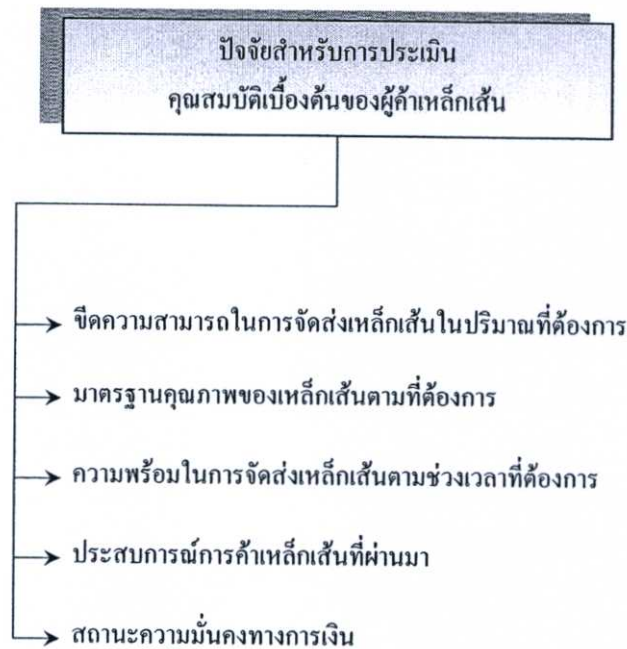 ปัจจัยสำหรับการประเมิน
คุณสมบัติเบื้องต้นของผู้ค้าเหล็กเส้น
ขีดความสามารถในการจัดส่งเหล็กเส้นในปริมาณที่ต้องการ
มาตรฐานคุณภาพของเหล็กเส้นตามที่ต้องการ
ความพร้อมในการจัดส่งเหล็กเส้นตามช่วงเวลาที่ต้องการ
ประสบการณ์การค้าเหล็กเส้นที่ผ่านมา
สถานะความมั่นคงทางการเงิน